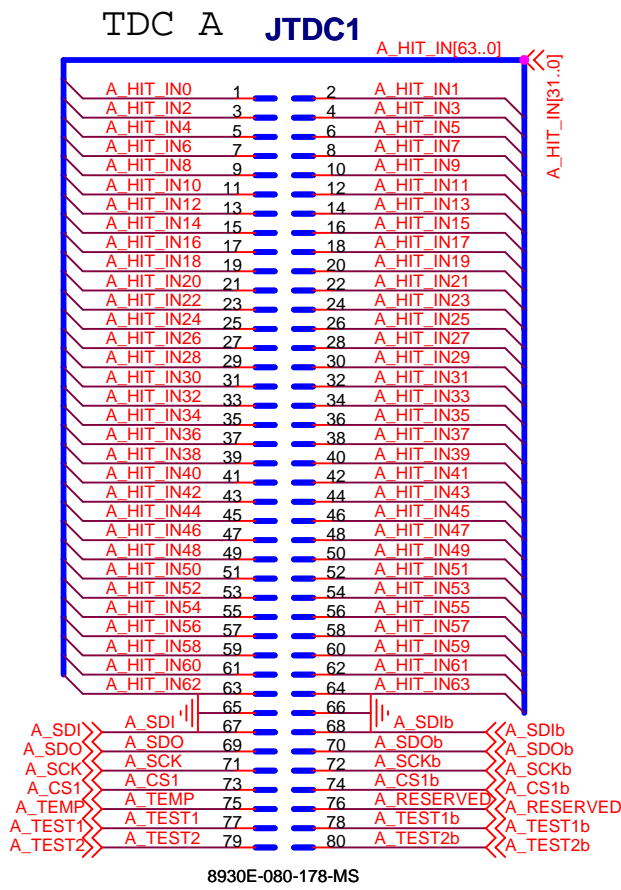 TDC A JTDC1
A_HIT_IN[63..0]
A_HIT_IN[31..0]
A_HIT_IN0 1 2 A_HIT_IN1
A_HIT_IN2 3 4 A_HIT_IN3
A_HIT_IN4 5 6 A_HIT_IN5
A_HIT_IN6 7 8 A_HIT_IN7
A_HIT_IN8 9 10 A_HIT_IN9
A_HIT_IN10 11 12 A_HIT_IN11
A_HIT_IN12 13 14 A_HIT_IN13
A_HIT_IN14 15 16 A_HIT_IN15
A_HIT_IN16 17 18 A_HIT_IN17
A_HIT_IN18 19 20 A_HIT_IN19
A_HIT_IN20 21 22 A_HIT_IN21
A_HIT_IN22 23 24 A_HIT_IN23
A_HIT_IN24 25 26 A_HIT_IN25
A_HIT_IN26 27 28 A_HIT_IN27
A_HIT_IN28 29 30 A_HIT_IN29
A_HIT_IN30 31 32 A_HIT_IN31
A_HIT_IN32 33 34 A_HIT_IN33
A_HIT_IN34 35 36 A_HIT_IN35
A_HIT_IN36 37 38 A_HIT_IN37
A_HIT_IN38 39 40 A_HIT_IN39
A_HIT_IN40 41 42 A_HIT_IN41
A_HIT_IN42 43 44 A_HIT_IN43
A_HIT_IN44 45 46 A_HIT_IN45
A_HIT_IN46 47 48 A_HIT_IN47
A_HIT_IN48 49 50 A_HIT_IN49
A_HIT_IN50 51 52 A_HIT_IN51
A_HIT_IN52 53 54 A_HIT_IN53
A_HIT_IN54 55 56 A_HIT_IN55
A_HIT_IN56 57 58 A_HIT_IN57
A_HIT_IN58 59 60 A_HIT_IN59
A_HIT_IN60 61 62 A_HIT_IN61
A_HIT_IN62 63 64 A_HIT_IN63
65 66
A_SDI A_SDI 67 68 A_SDIb A_SDIb
A_SDO A_SDO 69 70 A_SDOb A_SDOb
A_SCK A_SCK 71 72 A_SCKb A_SCKb
A_CS1 A_CS1 73 74 A_CS1b A_CS1b
A_TEMP A_TEMP 75 76 A_RESERVED A_RESERVED
A_TEST1 A_TEST1 77 78 A_TEST1b A_TEST1b
A_TEST2 A_TEST2 79 80 A_TEST2b A_TEST2b
8930E-080-178-MS